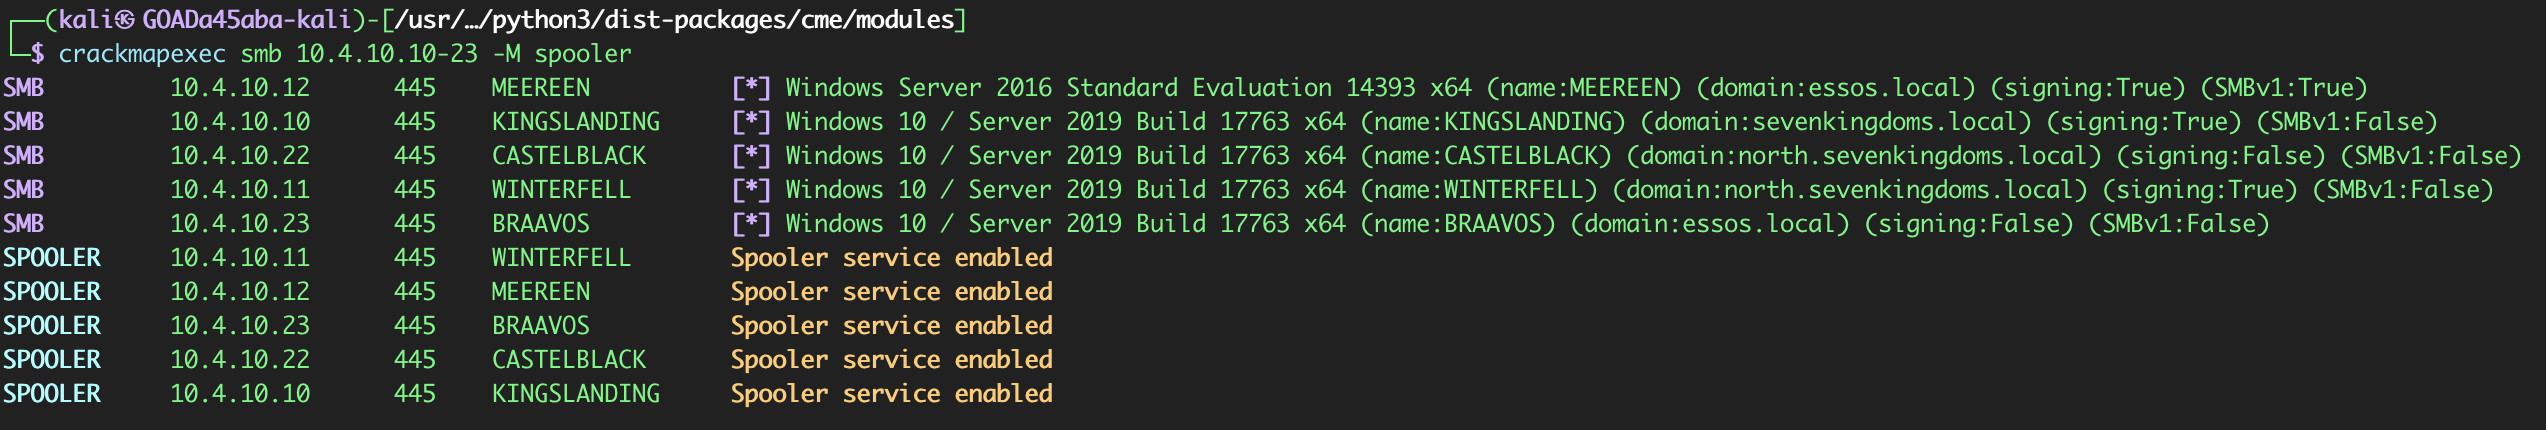 ┌──(kali㉿GOADa45aba-kali)-[/usr/…/python3/dist-packages/cme/modules]
└─$ crackmapexec smb 10.4.10.10-23 -M spooler
SMB 10.4.10.12 445 MEEREEN [*] Windows Server 2016 Standard Evaluation 14393 x64 (name:MEEREEN) (domain:essos.local) (signing:True) (SMBv1:True)
SMB 10.4.10.10 445 KINGSLANDING [*] Windows 10 / Server 2019 Build 17763 x64 (name:KINGSLANDING) (domain:sevenkingdoms.local) (signing:True) (SMBv1:False)
SMB 10.4.10.22 445 CASTELBLACK [*] Windows 10 / Server 2019 Build 17763 x64 (name:CASTELBLACK) (domain:north.sevenkingdoms.local) (signing:False) (SMBv1:False)
SMB 10.4.10.11 445 WINTERFELL [*] Windows 10 / Server 2019 Build 17763 x64 (name:WINTERFELL) (domain:north.sevenkingdoms.local) (signing:True) (SMBv1:False)
SMB 10.4.10.23 445 BRAAVOS [*] Windows 10 / Server 2019 Build 17763 x64 (name:BRAAVOS) (domain:essos.local) (signing:False) (SMBv1:False)
SPOOLER 10.4.10.11 445 WINTERFELL Spooler service enabled
SPOOLER 10.4.10.12 445 MEEREEN Spooler service enabled
SPOOLER 10.4.10.23 445 BRAAVOS Spooler service enabled
SPOOLER 10.4.10.22 445 CASTELBLACK Spooler service enabled
SPOOLER 10.4.10.10 445 KINGSLANDING Spooler service enabled